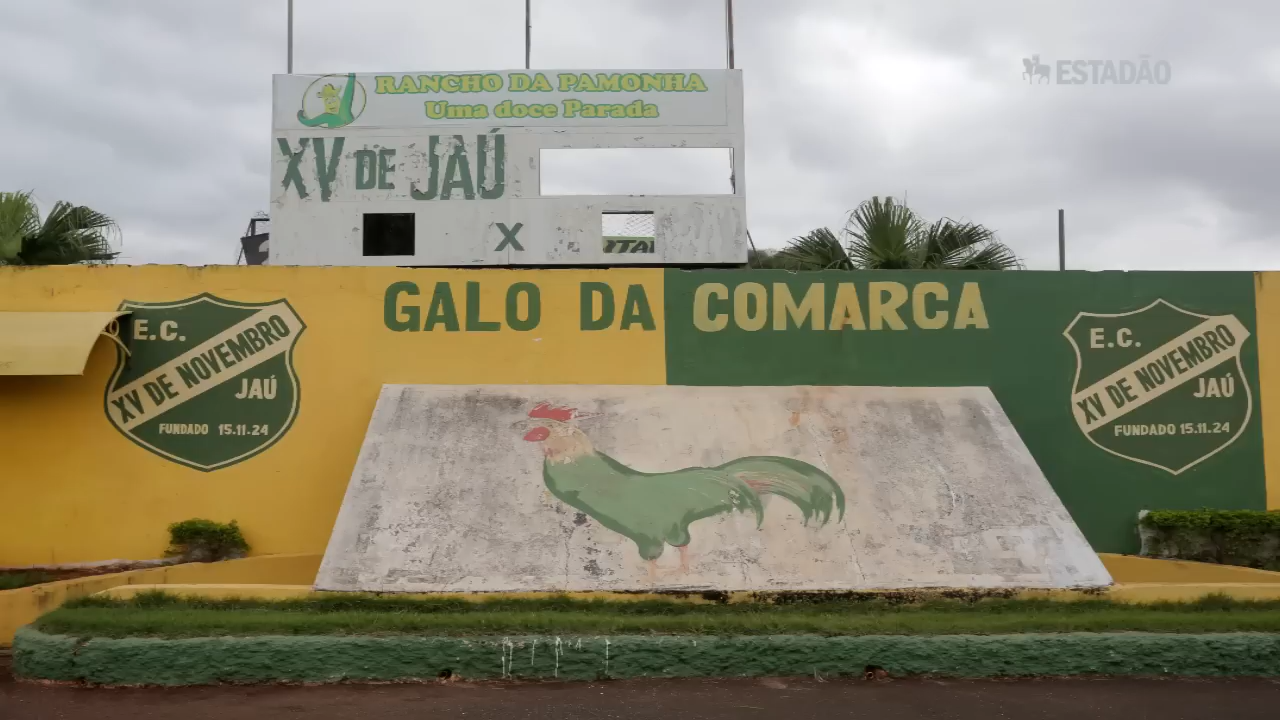 ESTADÃO
RANCHO DA PAMONHA
Uma doce Parada
XV DE JAÚ
X
ITA
GALO DA COMARCA
E.C.
XV DE NOVEMBRO
JAÚ
FUNDADO 15.11.24
E.C.
XV DE NOVEMBRO
JAÚ
FUNDADO 15.11.24